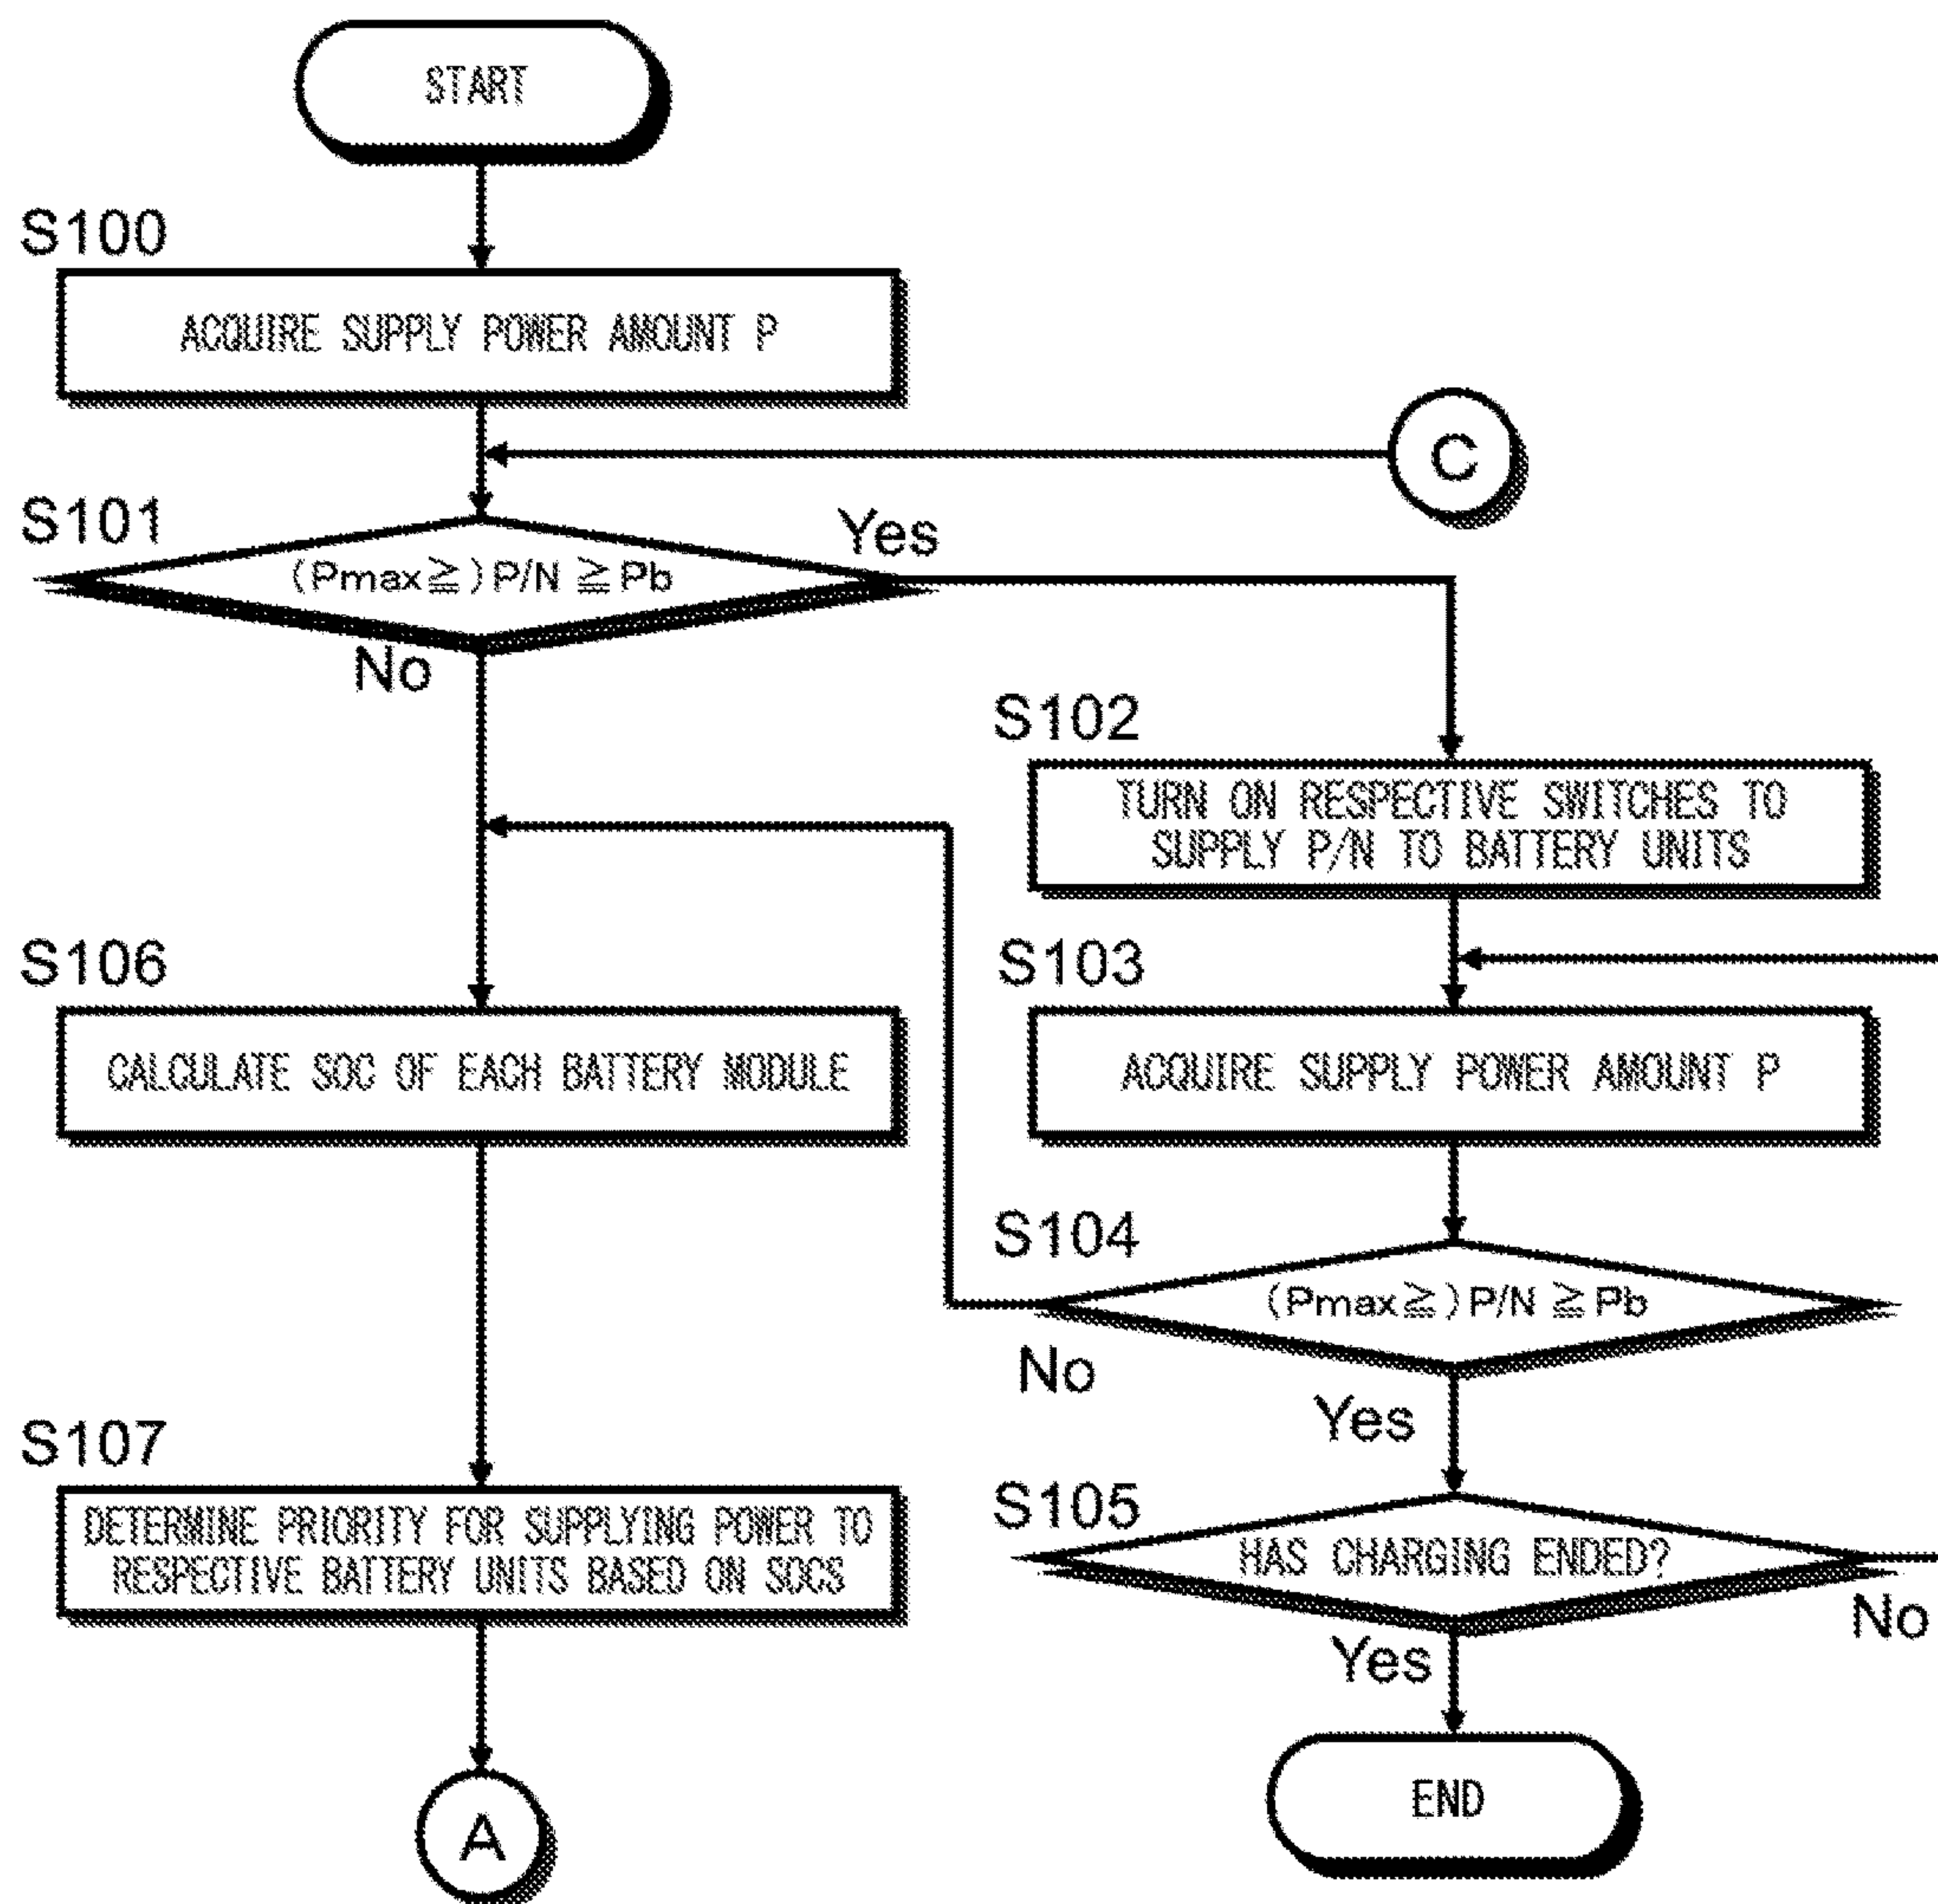 START
S100
ACQUIRE SUPPLY POWER AMOUNT P
C
S101
(Pmax≧)P/N ≧Pb
Yes
No
S102
TURN ON RESPECTIVE SWITCHES TO
SUPPLY P/N TO BATTERY UNITS
S103
ACQUIRE SUPPLY POWER AMOUNT P
S104
(Pmax≧)P/N ≧Pb
No
Yes
S105
HAS CHARGING ENDED?
No
Yes
END
S106
CALCULATE SOC OF EACH BATTERY MODULE
S107
DETERMINE PRIORITY FOR SUPPLYING POWER TO
RESPECTIVE BATTERY UNITS BASED ON SOCS
A